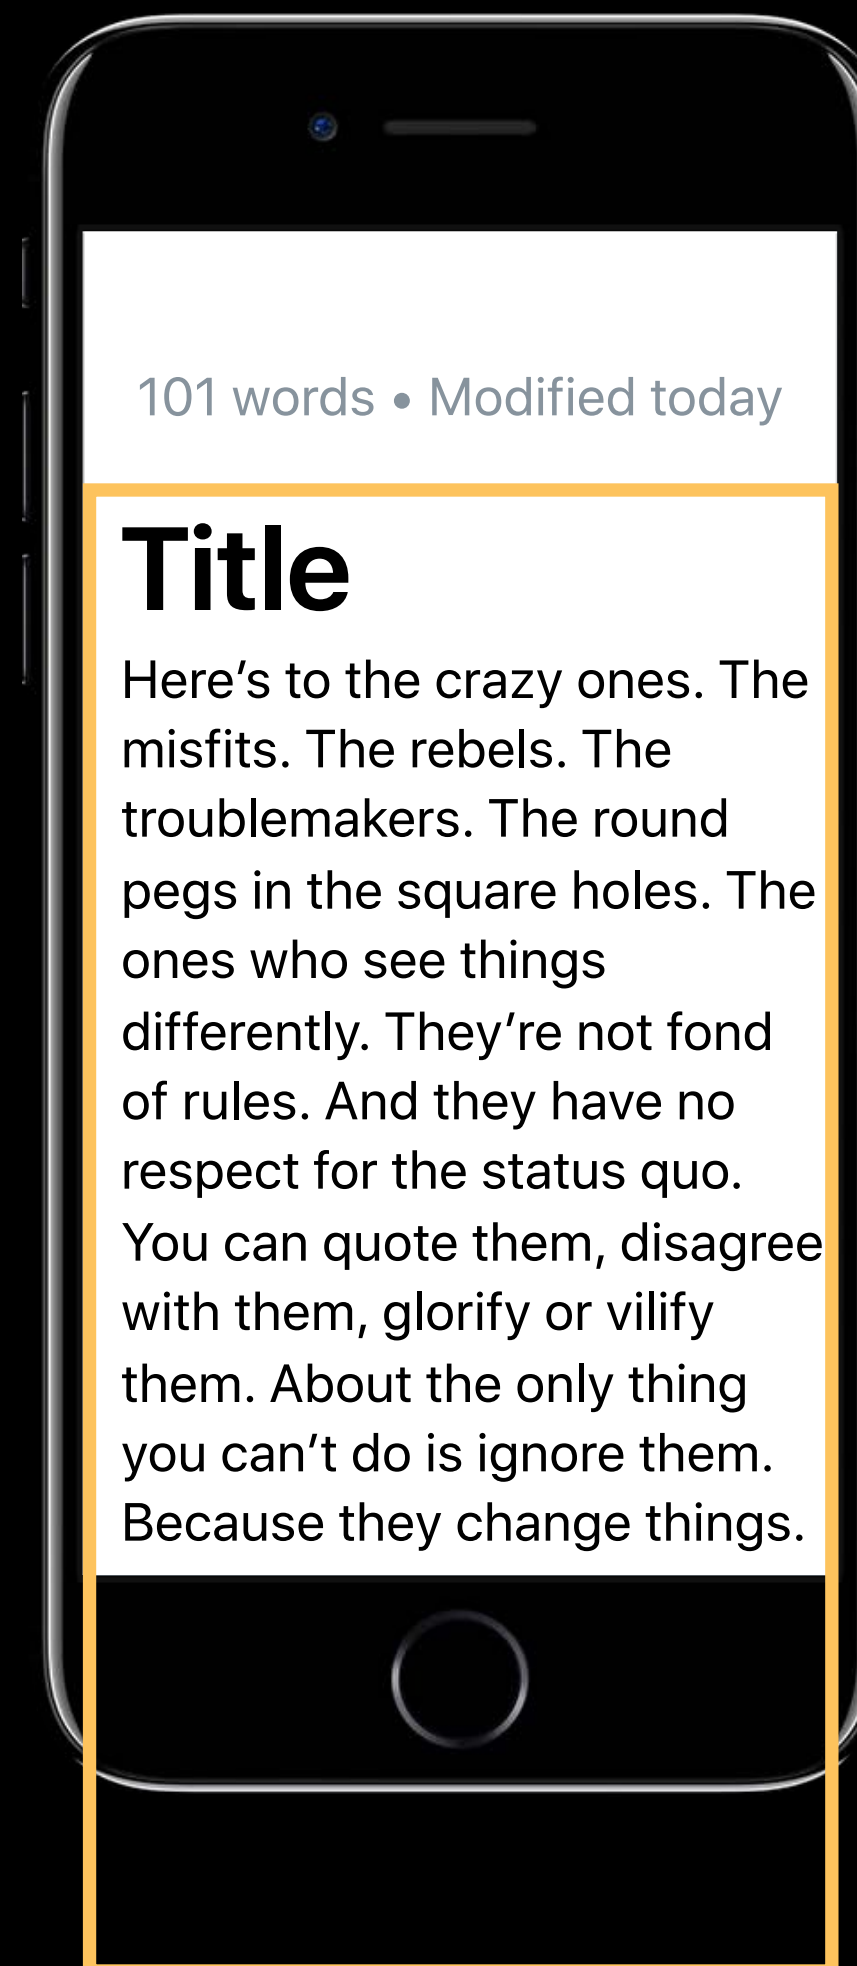 101 words • Modified today
Title
Here’s to the crazy ones. The
misfits. The rebels. The
troublemakers. The round
pegs in the square holes. The
ones who see things
differently. They’re not fond
of rules. And they have no
respect for the status quo.
You can quote them, disagree
with them, glorify or vilify
them. About the only thing
you can’t do is ignore them.
Because they change things.